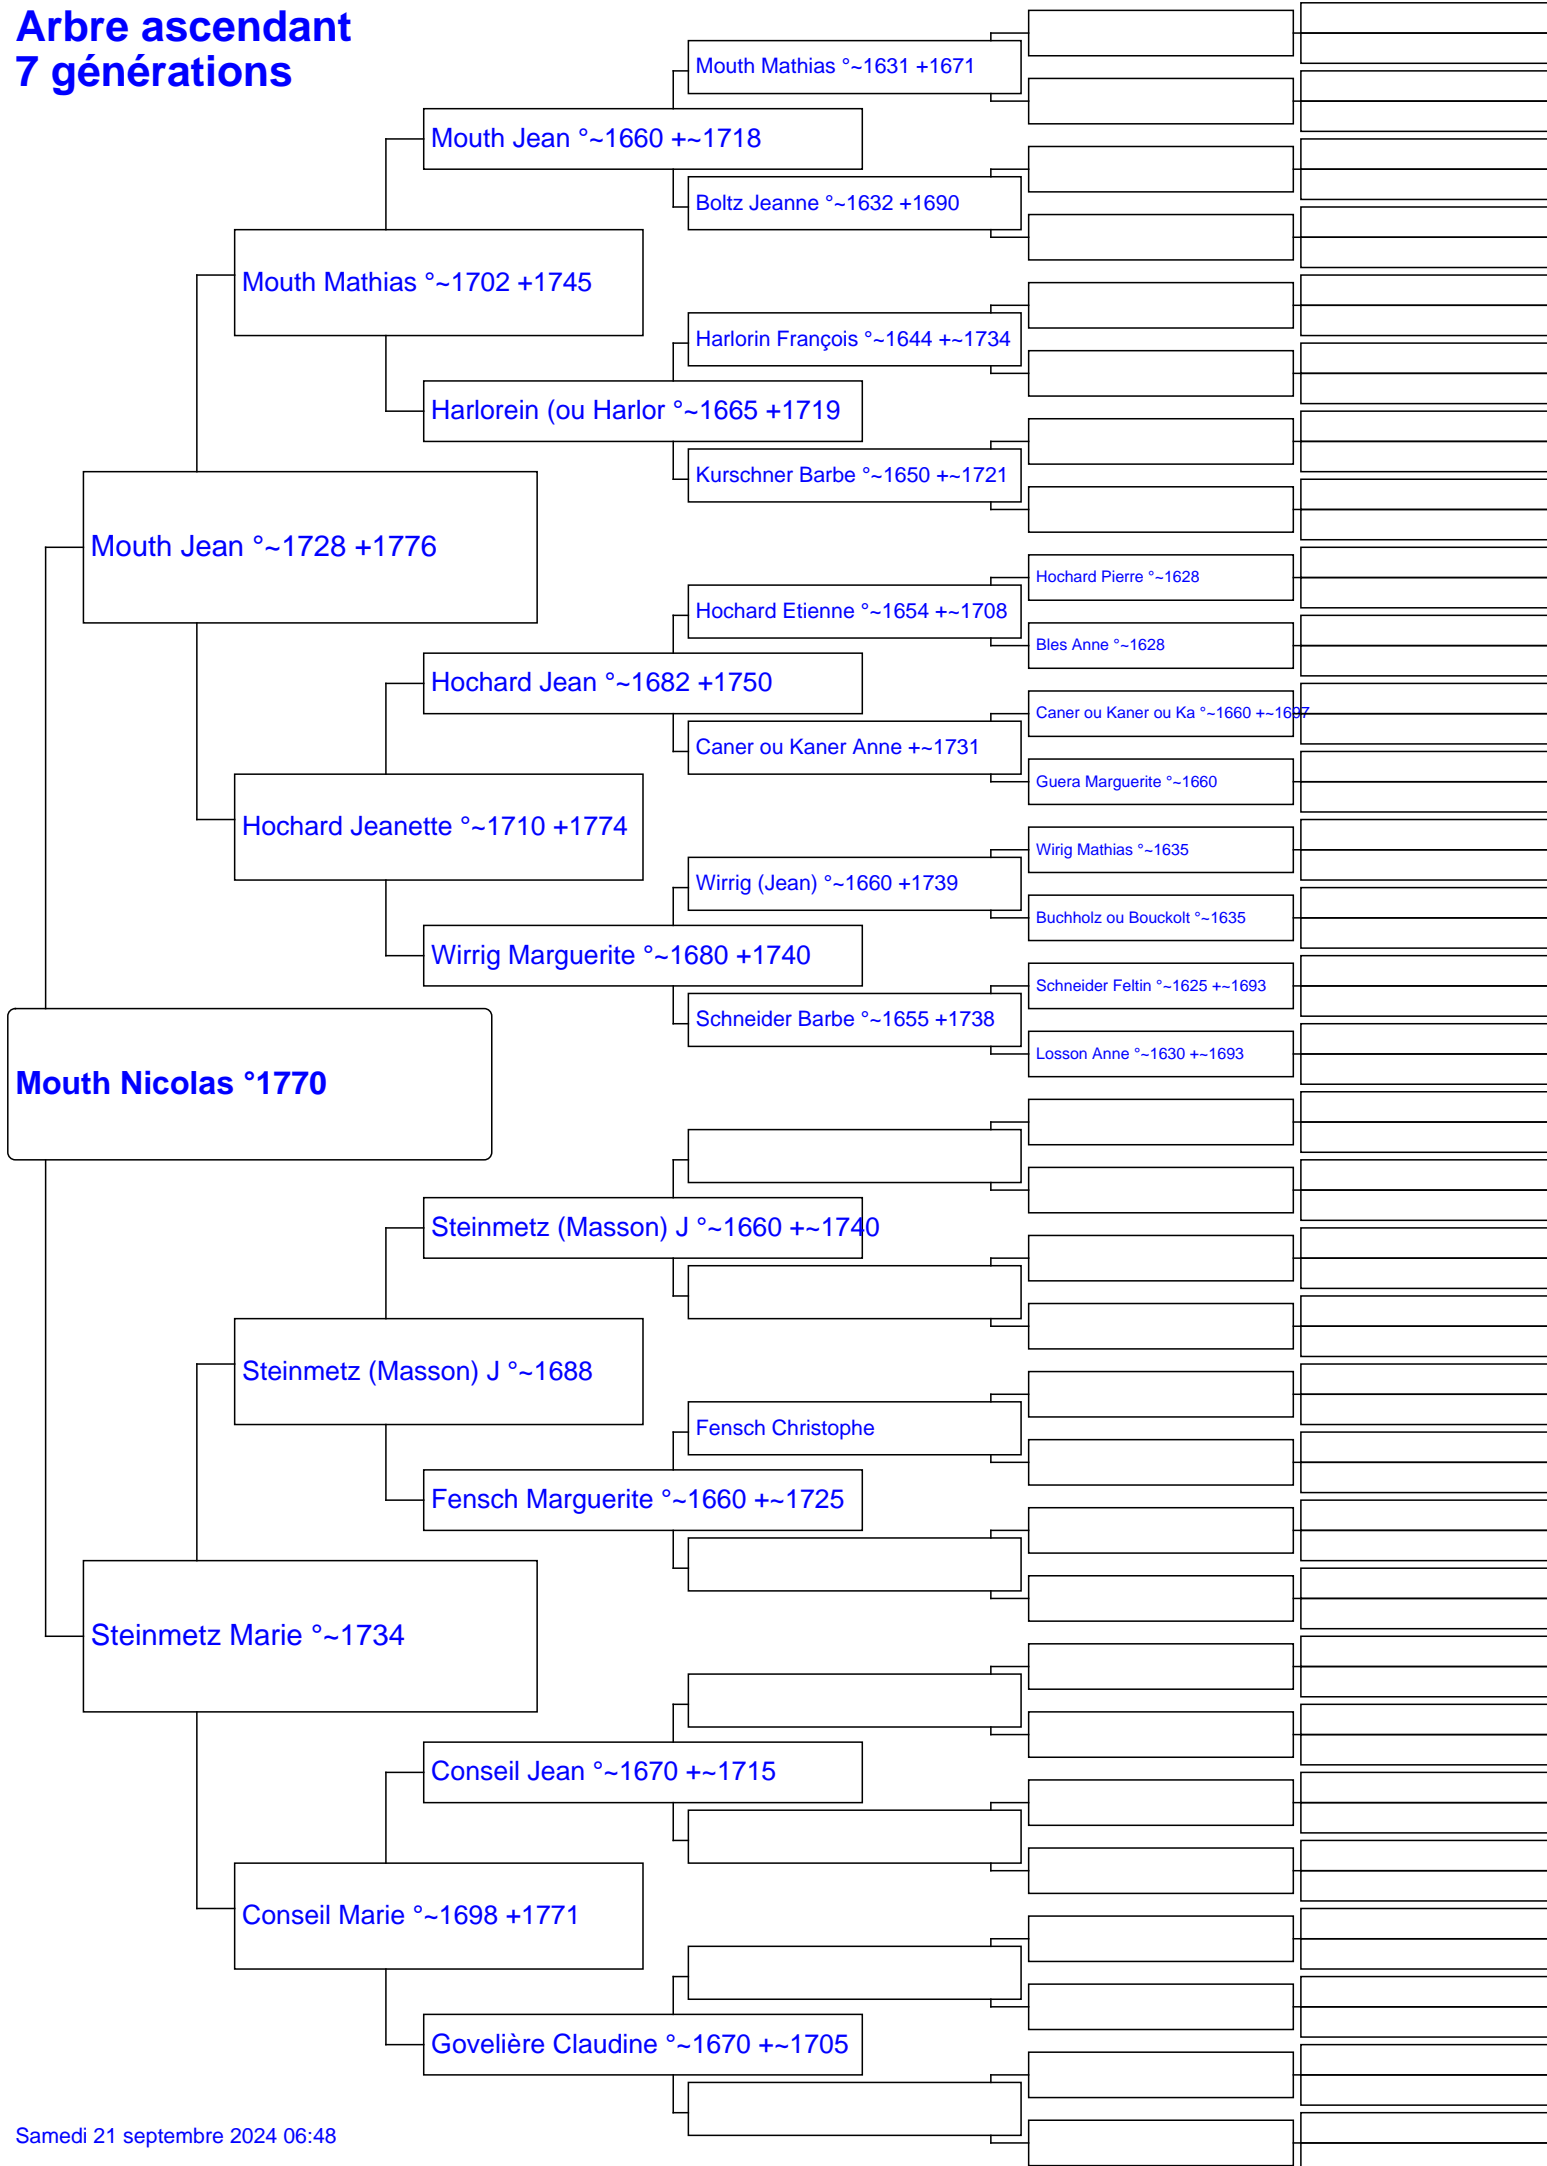 Arbre ascendant
7 générations
Mouth Mathias °~1631 +1671
Mouth Jean °~1660 +~1718
Boltz Jeanne °~1632 +1690
Mouth Mathias °~1702 +1745
Harlorin François °~1644 +~1734
Harlorein (ou Harlor °~1665 +1719
Kurschner Barbe °~1650 +~1721
Mouth Jean °~1728 +1776
Hochard Pierre °~1628
Hochard Etienne °~1654 +~1708
Bles Anne °~1628
Hochard Jean °~1682 +1750
Caner ou Kaner ou Ka °~1660 +~1697
Caner ou Kaner Anne +~1731
Guera Marguerite °~1660
Hochard Jeanette °~1710 +1774
Wirig Mathias °~1635
Wirrig (Jean) °~1660 +1739
Buchholz ou Bouckolt °~1635
Wirrig Marguerite °~1680 +1740
Schneider Feltin °~1625 +~1693
Schneider Barbe °~1655 +1738
Losson Anne °~1630 +~1693
Mouth Nicolas °1770
Steinmetz (Masson) J °~1660 +~1740
Steinmetz (Masson) J °~1688
Fensch Christophe
Fensch Marguerite °~1660 +~1725
Steinmetz Marie °~1734
Conseil Jean °~1670 +~1715
Conseil Marie °~1698 +1771
Govelière Claudine °~1670 +~1705
Samedi 21 septembre 2024 06:48